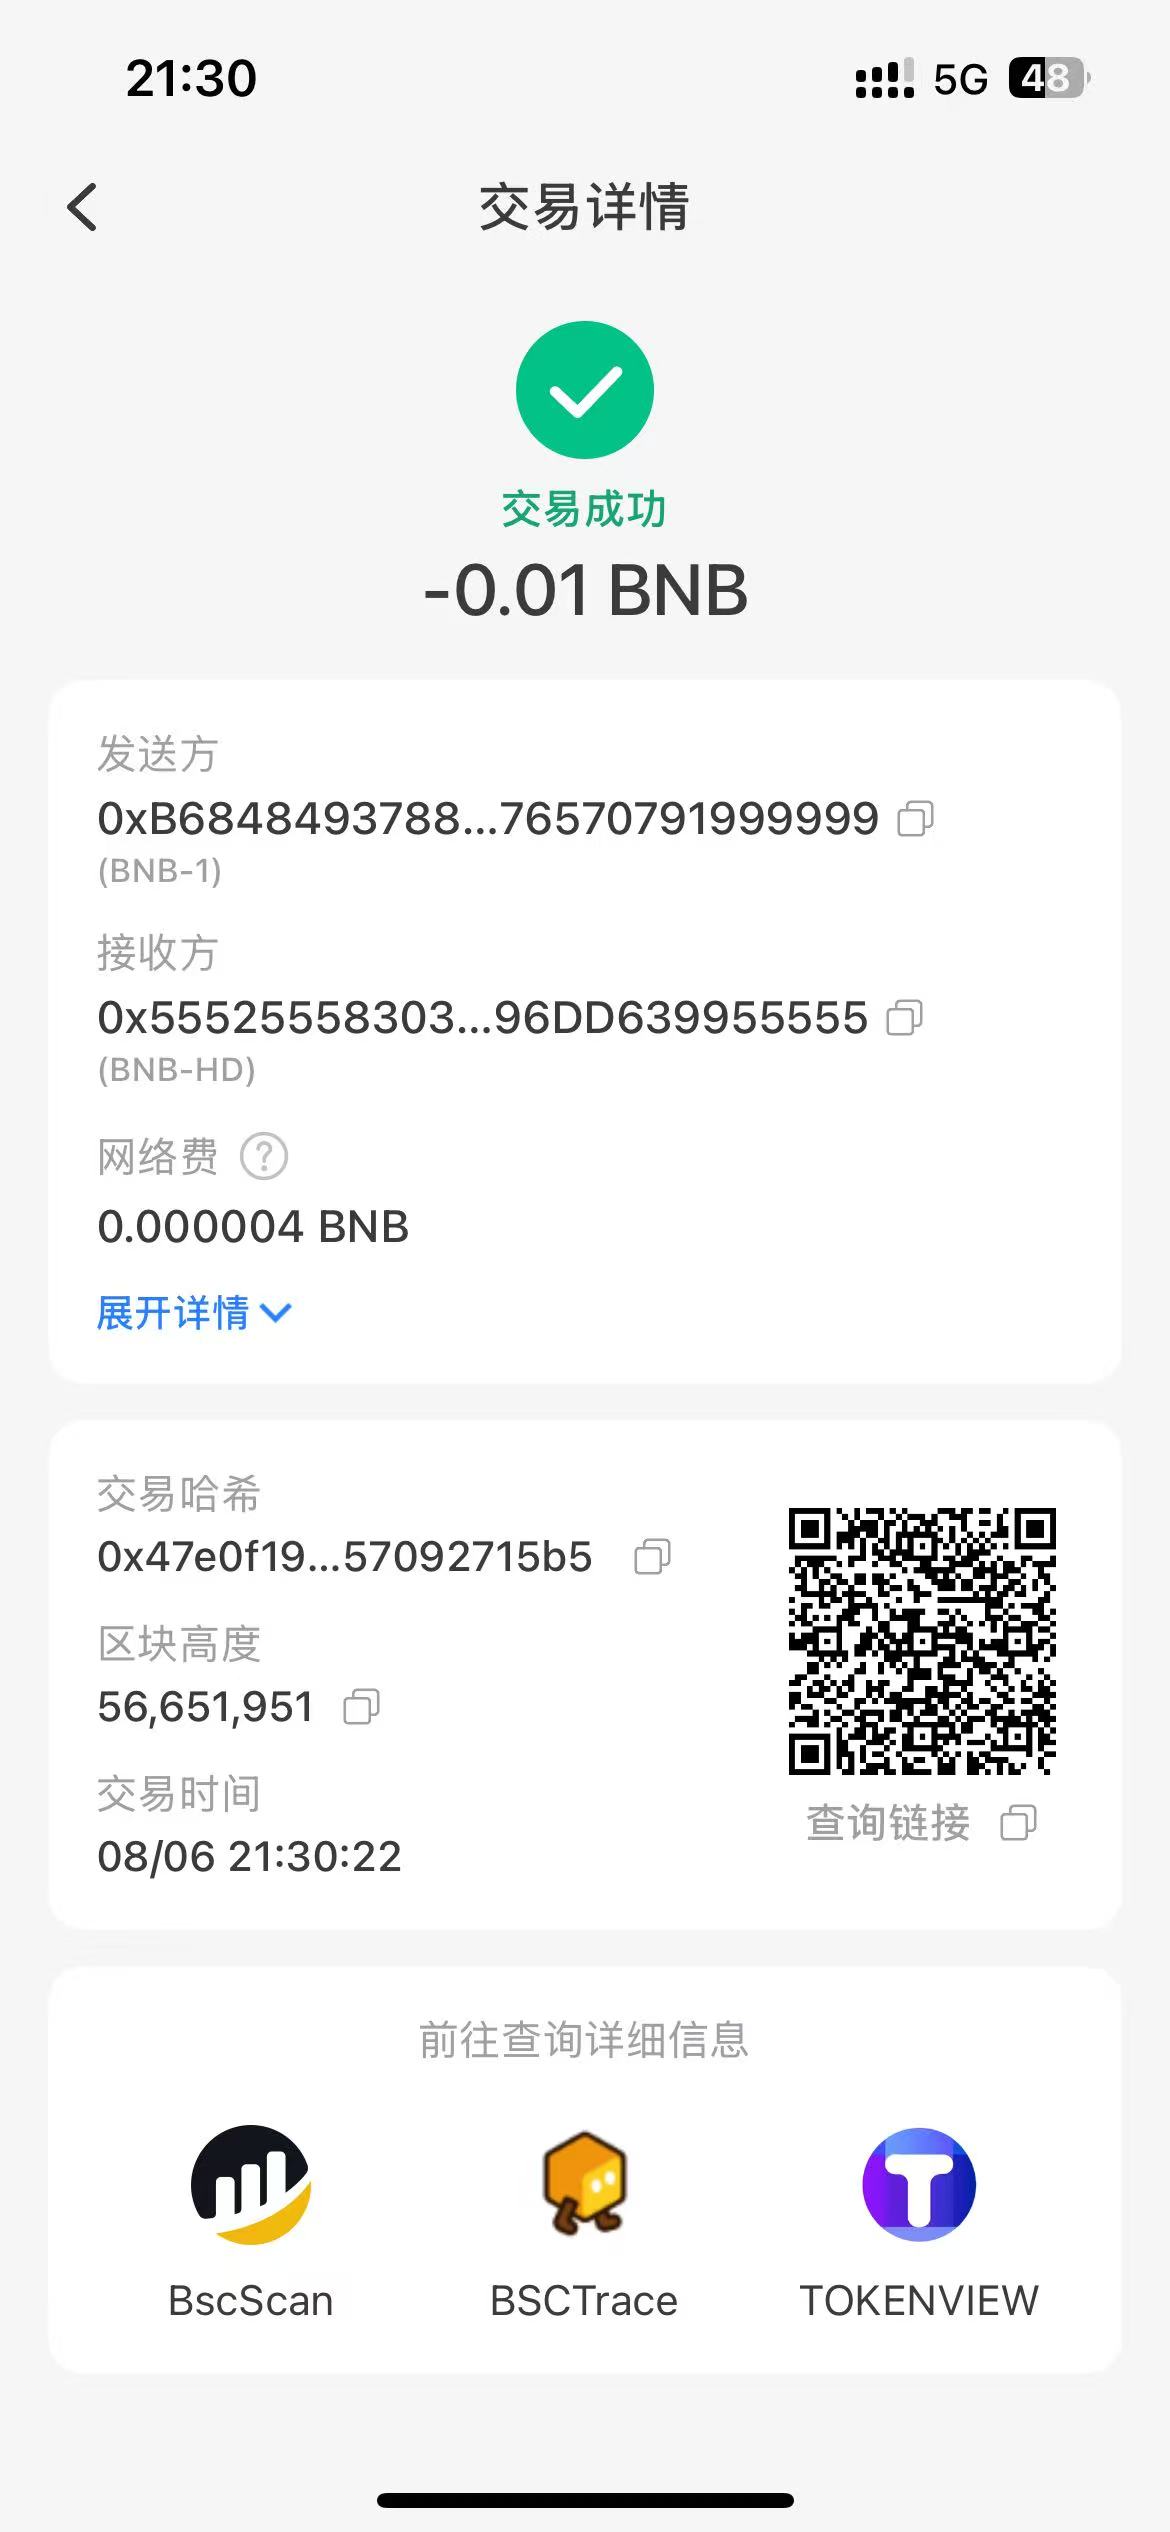 21:30
5G 48
交易详情
交易成功
-0.01 BNB
发送方
0xB6848493788...76570791999999
(BNB-1)
接收方
0x55525558303...96DD639955555
(BNB-HD)
网络费 ?
0.000004 BNB
展开详情
交易哈希
0x47e0f19...57092715b5
区块高度
56,651,951
交易时间
08/06 21:30:22
查询链接
前往查询详细信息
BscScan
BSCTrace
TOKENVIEW